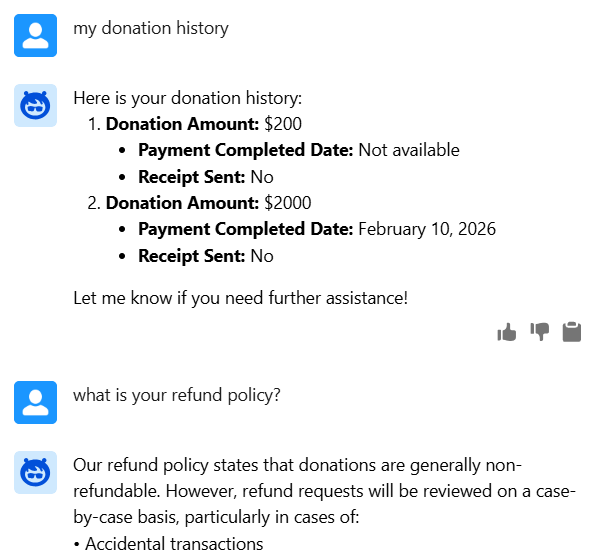 my donation history
Here is your donation history:
1. Donation Amount: $200
• Payment Completed Date: Not available
• Receipt Sent: No
2. Donation Amount: $2000
• Payment Completed Date: February 10, 2026
• Receipt Sent: No
Let me know if you need further assistance!
what is your refund policy?
Our refund policy states that donations are generally non-
refundable. However, refund requests will be reviewed on a case-
by-case basis, particularly in cases of:
• Accidental transactions